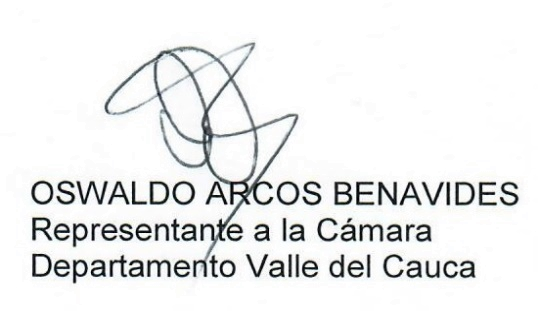 OSWALDO ARCOS BENAVIDES
Representante a la Cámara
Departamento Valle del Cauca